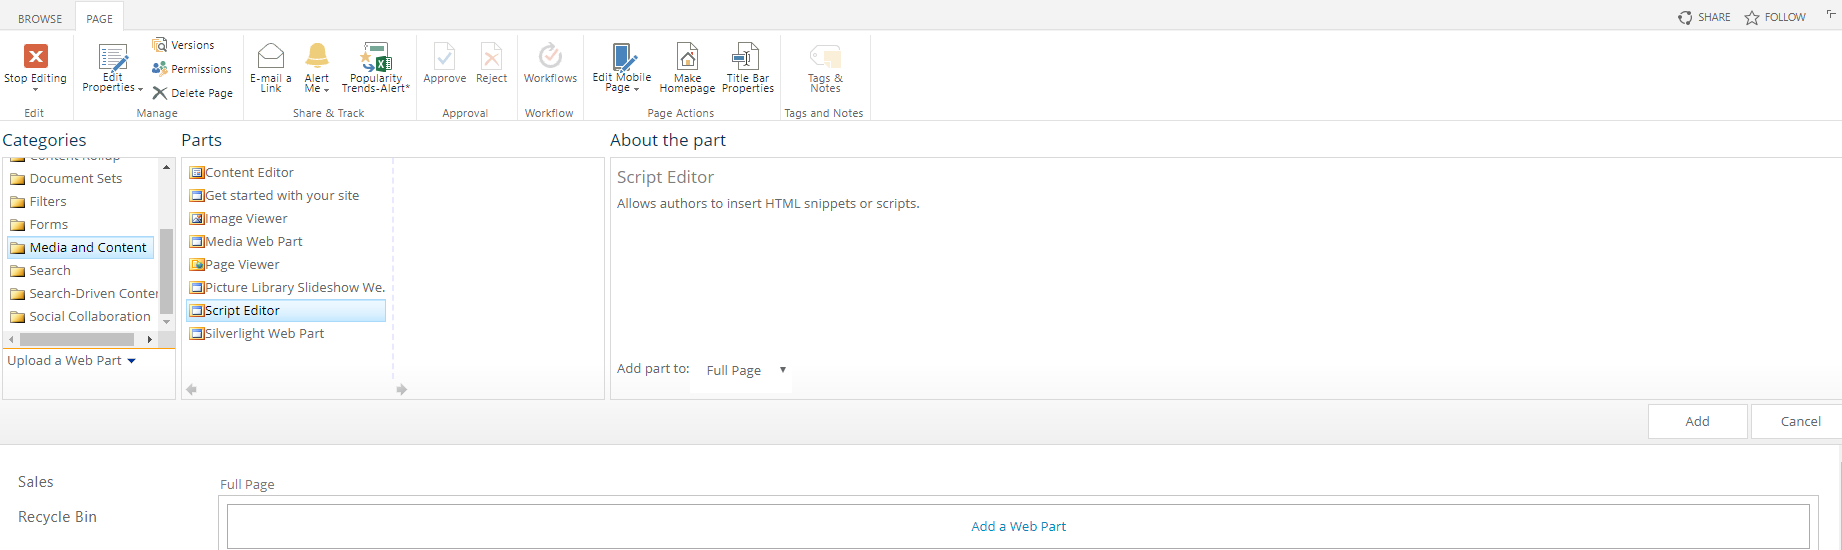 BROWSE
PAGE
SHARE
FOLLOW
Stop Editing
Edit
Edit
Properties
Versions
Permissions
Delete Page
Manage
E-mail a
Link
Alert
Me
Popularity
Trends-Alert*
Share & Track
Approve
Reject
Approval
Workflows
Workflow
Edit Mobile
Page
Make
Homepage
Title Bar
Properties
Page Actions
Tags &
Notes
Tags and Notes
Categories
Content Rollup
Document Sets
Filters
Forms
Media and Content
Search
Search-Driven Conter
Social Collaboration
Upload a Web Part
Parts
Content Editor
Get started with your site
Image Viewer
Media Web Part
Page Viewer
Picture Library Slideshow We.
Script Editor
Silverlight Web Part
About the part
Script Editor
Allows authors to insert HTML snippets or scripts.
Add part to: Full Page
Add
Cancel
Sales
Recycle Bin
Full Page
Add a Web Part